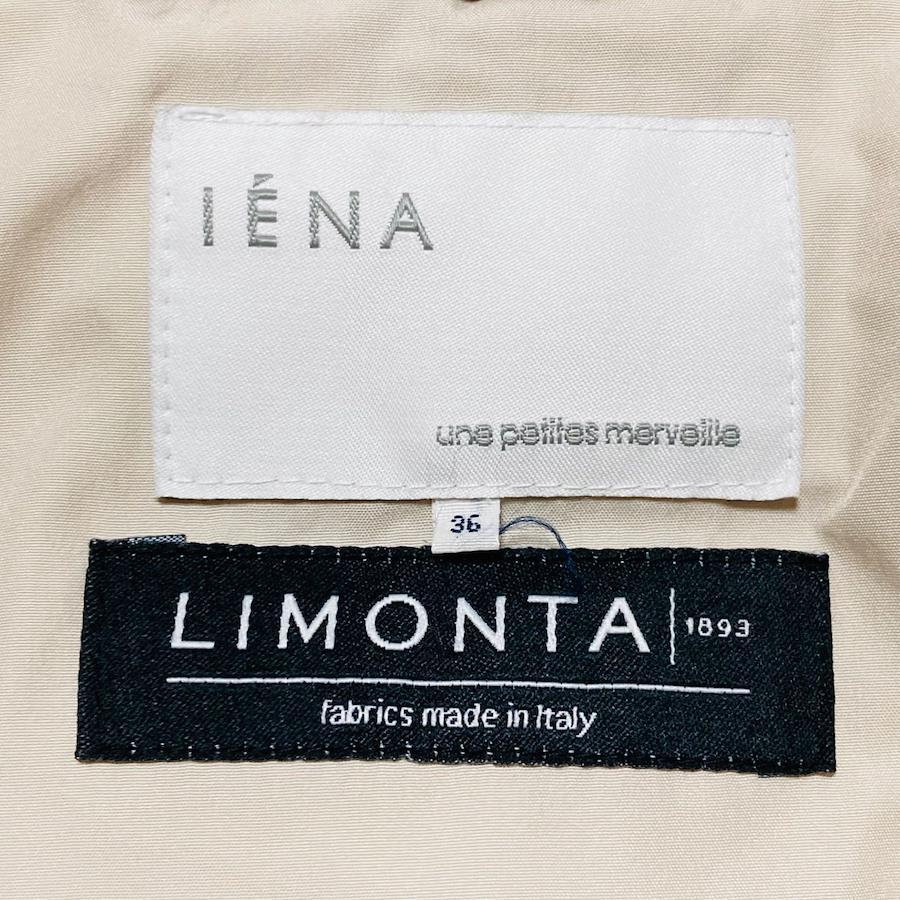 IÉNA
une petites merveille
36
LIMONTA | 1893
fabrics made in Italy